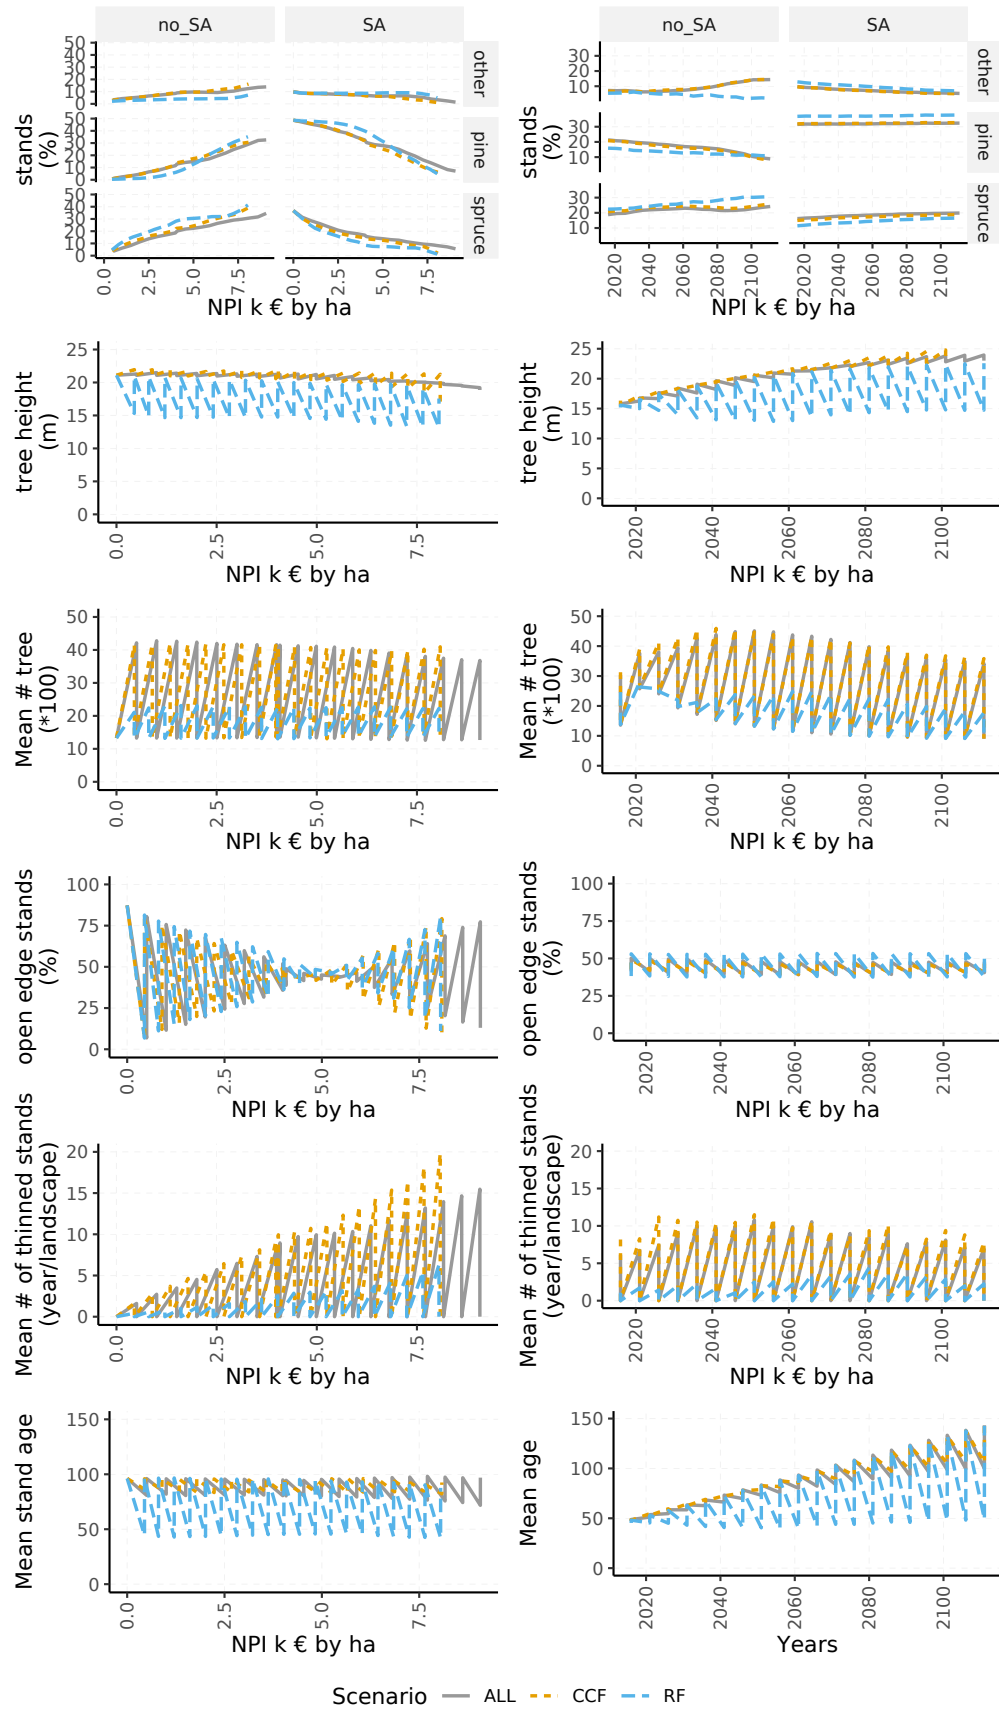 no_SA SA
other
pine
spruce
stands
(%)
50
40
30
20
10
0
50
40
30
20
10
0
50
40
30
20
10
0
0.0 2.5 5.0 7.5 0.0 2.5 5.0 7.5
NPI k € by ha
no_SA SA
other
pine
spruce
stands
(%)
30
20
10
30
20
10
30
20
10
2020 2040 2060 2080 2100 2020 2040 2060 2080 2100
NPI k € by ha
tree height
(m)
25
20
15
10
5
0
0.0 2.5 5.0 7.5
NPI k € by ha
tree height
(m)
25
20
15
10
5
0
2020 2040 2060 2080 2100
NPI k € by ha
Mean # tree
(*100)
50
40
30
20
10
0
0.0 2.5 5.0 7.5
NPI k € by ha
Mean # tree
(*100)
50
40
30
20
10
0
2020 2040 2060 2080 2100
NPI k € by ha
open edge stands
(%)
100
75
50
25
0
0.0 2.5 5.0 7.5
NPI k € by ha
open edge stands
(%)
100
75
50
25
0
2020 2040 2060 2080 2100
NPI k € by ha
Mean # of thinned stands
(year/landscape)
20
15
10
5
0
0.0 2.5 5.0 7.5
NPI k € by ha
Mean # of thinned stands
(year/landscape)
20
15
10
5
0
2020 2040 2060 2080 2100
NPI k € by ha
Mean stand age
150
100
50
0
0.0 2.5 5.0 7.5
NPI k € by ha
Mean age
150
100
50
0
2020 2040 2060 2080 2100
Years
Scenario ALL CCF RF